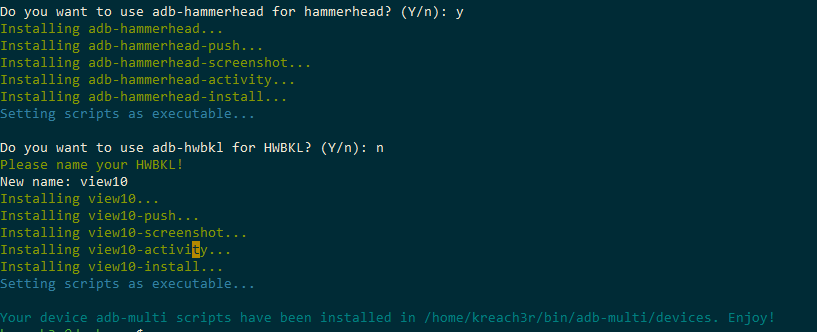 Do you want to use adb-hammerhead for hammerhead? (Y/n): y
Installing adb-hammerhead...
Installing adb-hammerhead-push...
Installing adb-hammerhead-screenshot...
Installing adb-hammerhead-activity...
Installing adb-hammerhead-install...
Setting scripts as executable...
Do you want to use adb-hwbkl for HWBKL? (Y/n): n
Please name your HWBKL!
New name: view10
Installing view10...
Installing view10-push...
Installing view10-screenshot...
Installing view10-activity...
Installing view10-install...
Setting scripts as executable...
Your device adb-multi scripts have been installed in /home/kreach3r/bin/adb-multi/devices. Enjoy!